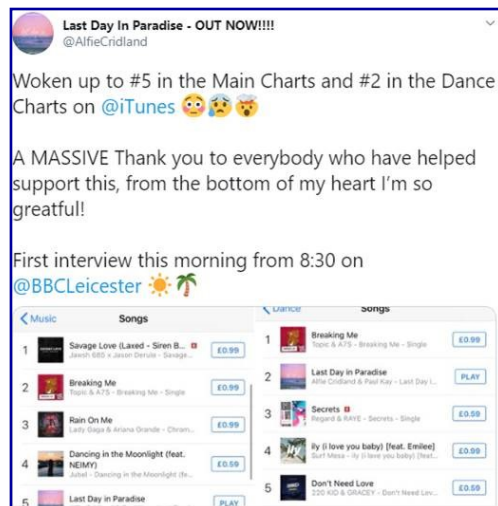 Last Day In Paradise - OUT NOW!!!!
@AlfieCridland
Woken up to #5 in the Main Charts and #2 in the Dance
Charts on @iTunes 😳😰🤯
A MASSIVE Thank you to everybody who have helped
support this, from the bottom of my heart I'm so
greatful!
First interview this morning from 8:30 on
@BBCLeicester ☀️🌴
Music
Songs
1
Savage Love (Laxed - Siren B...
Jawsh 685 x Jason Derulo - Savage...
£0.99
2
Breaking Me
Topic & A7S - Breaking Me - Single
£0.99
3
Rain On Me
Lady Gaga & Ariana Grande - Chrom...
£0.99
4
Dancing in the Moonlight (feat.
NEIMY)
Jubel - Dancing in the Moonlight (fe...
£0.59
5
Last Day in Paradise
PLAY
Dance
Songs
1
Breaking Me
Topic & A7S - Breaking Me - Single
£0.99
2
Last Day in Paradise
Alfie Cridland & Paul Kay - Last Day i...
PLAY
3
Secrets
Regard & RAYE - Secrets - Single
£0.59
4
ily (i love you baby) [feat. Emilee]
Surf Mesa - ily (i love you baby) [feat...
£0.59
5
Don't Need Love
220 KID & GRACEY - Don't Need Lov...
£0.59